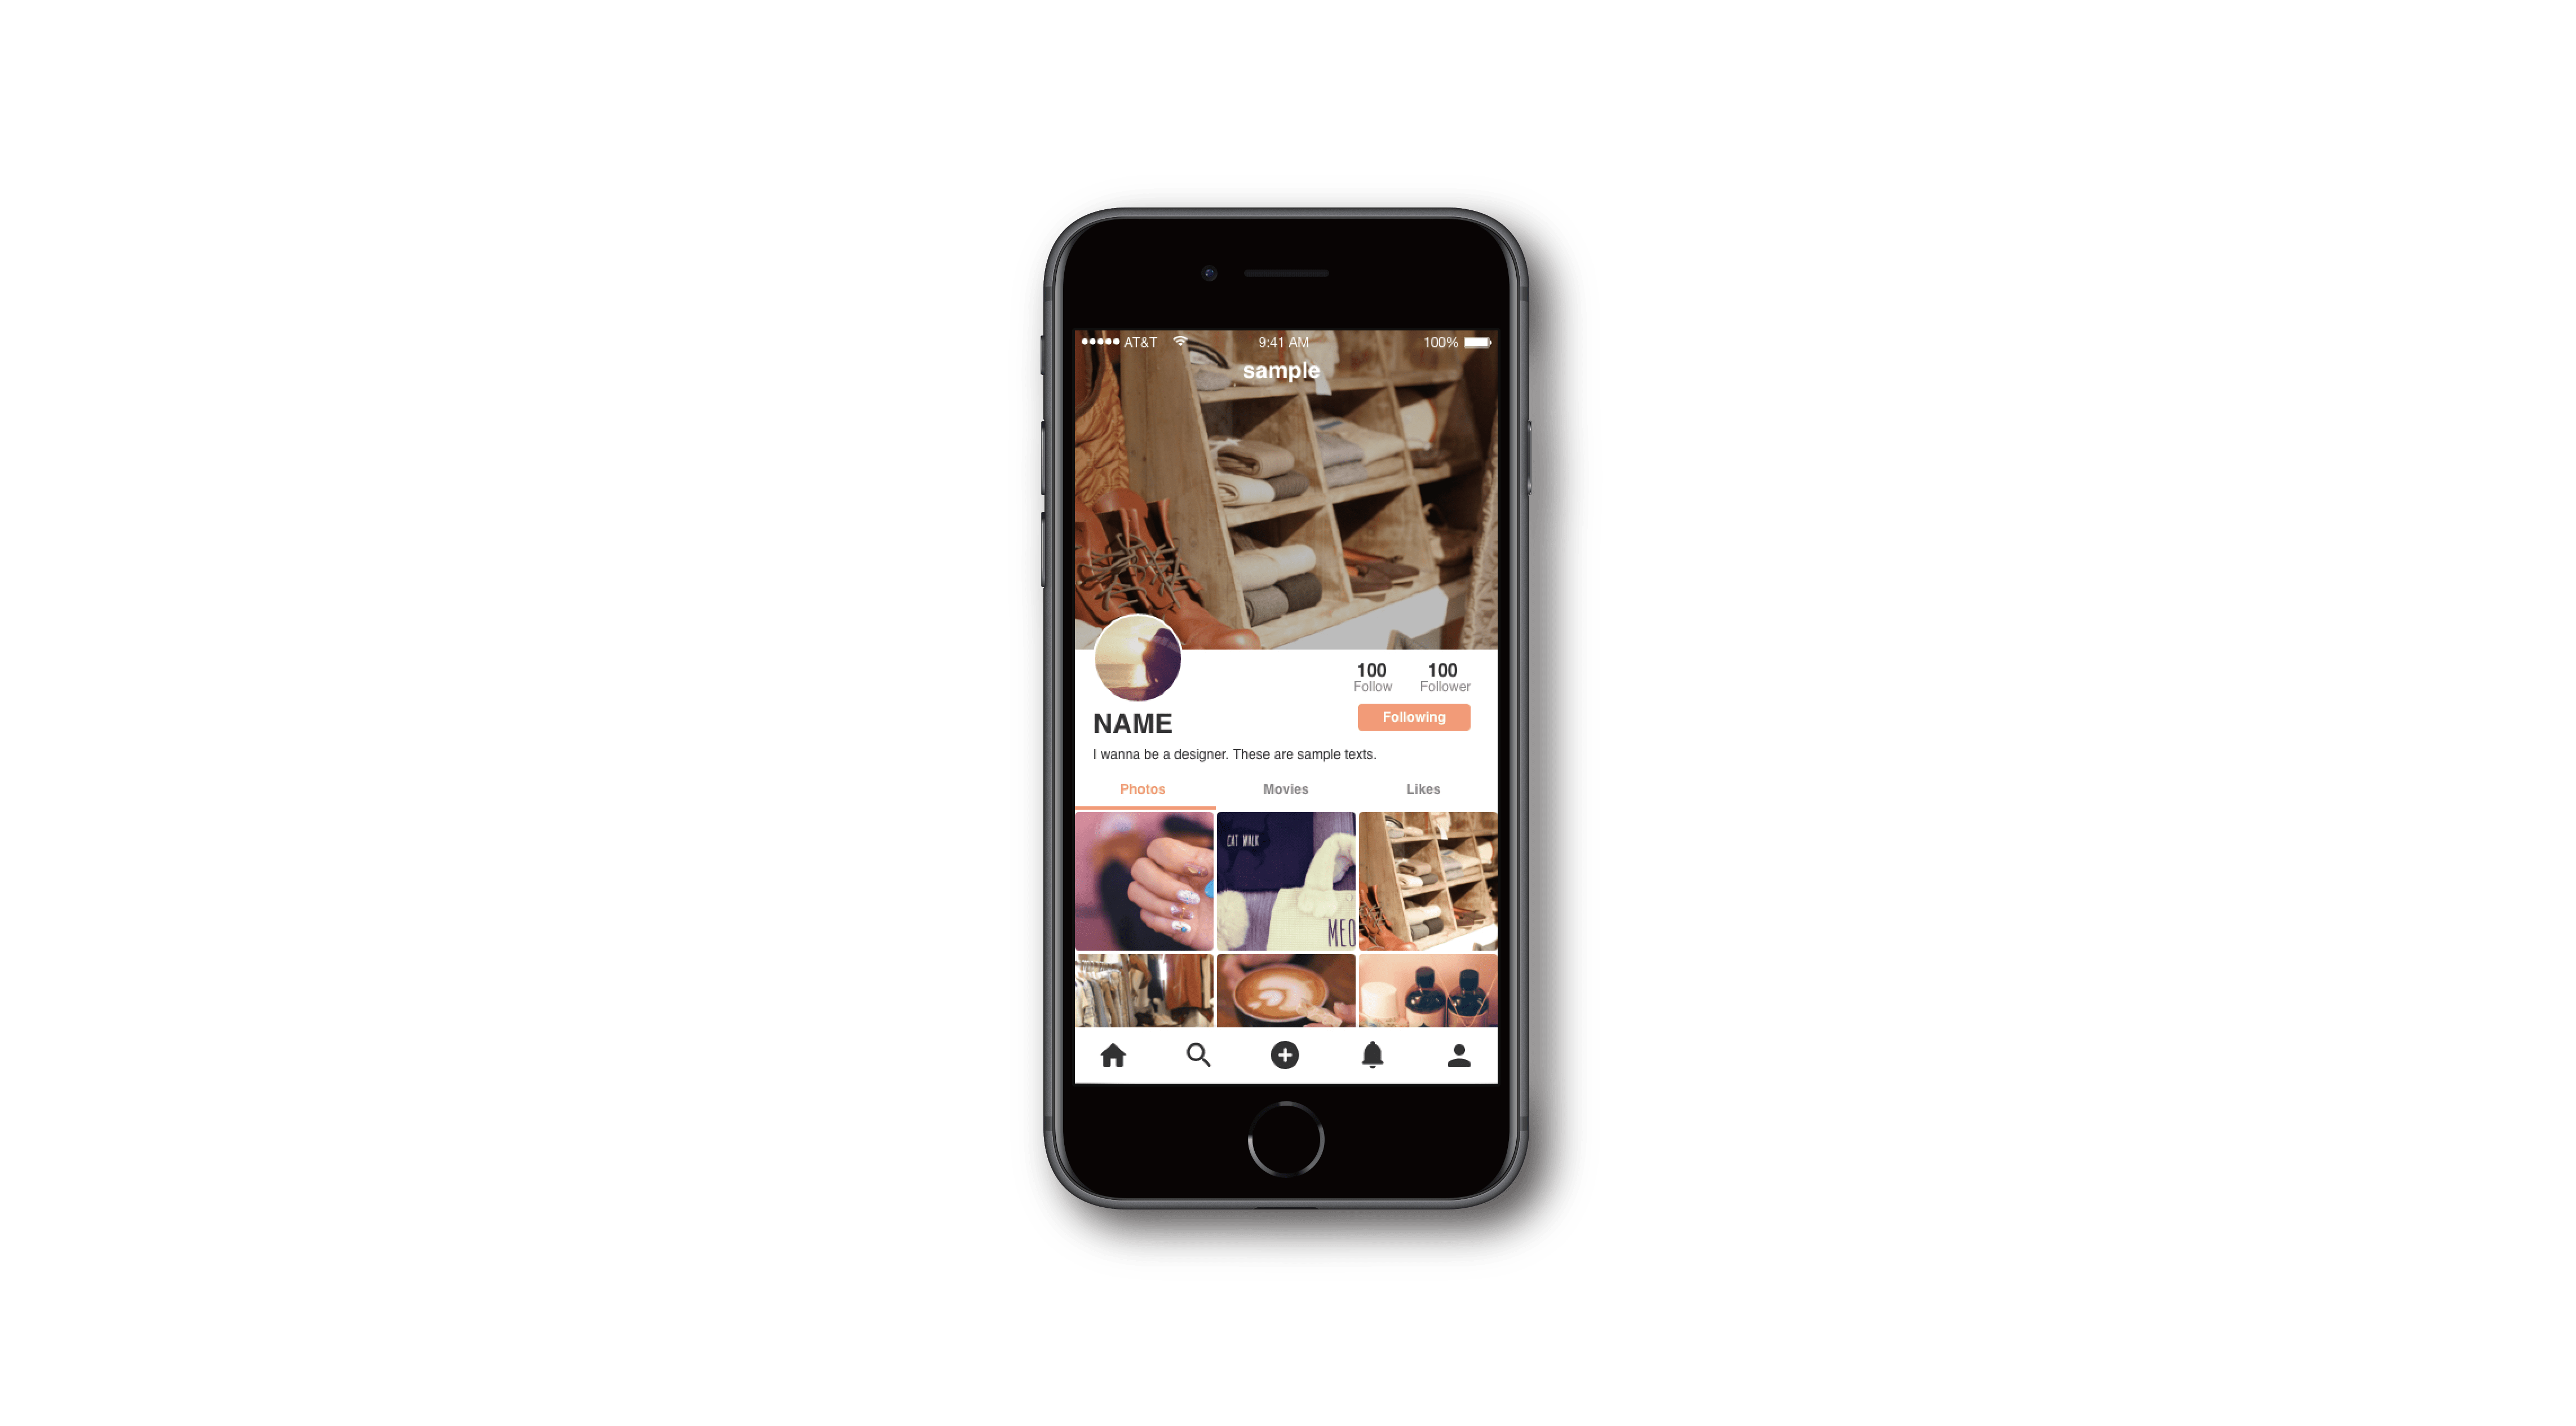 AT&T 9:41 AM 100%
sample
100 100
Follow Follower
Following
NAME
I wanna be a designer. These are sample texts.
Photos Movies Likes
CAT WALK
MEO